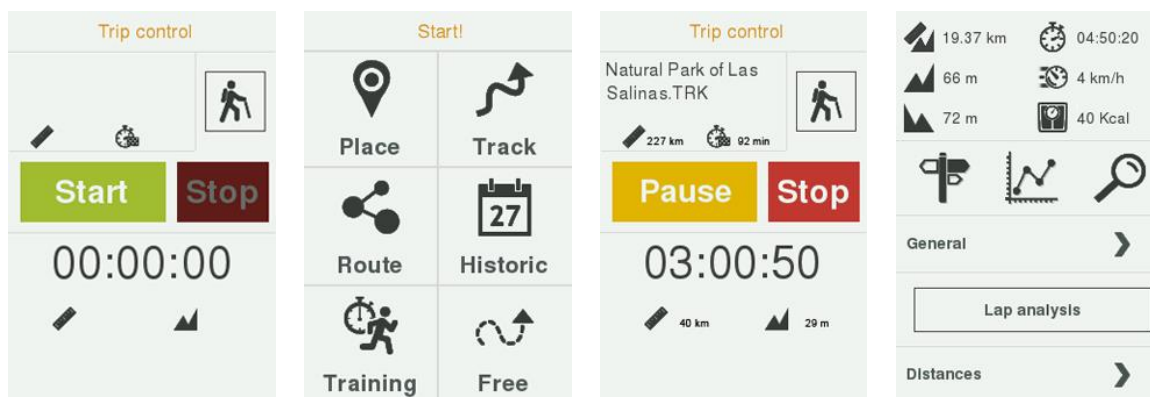 Trip control
Start
Stop
00:00:00
Start!
Place
Track
27
Route
Historic
Training
Free
Trip control
Natural Park of Las
Salinas.TRK
227 km
92 min
Pause
Stop
03:00:50
40 km
29 m
19.37 km
04:50:20
66 m
4 km/h
72 m
40 Kcal
General
Lap analysis
Distances